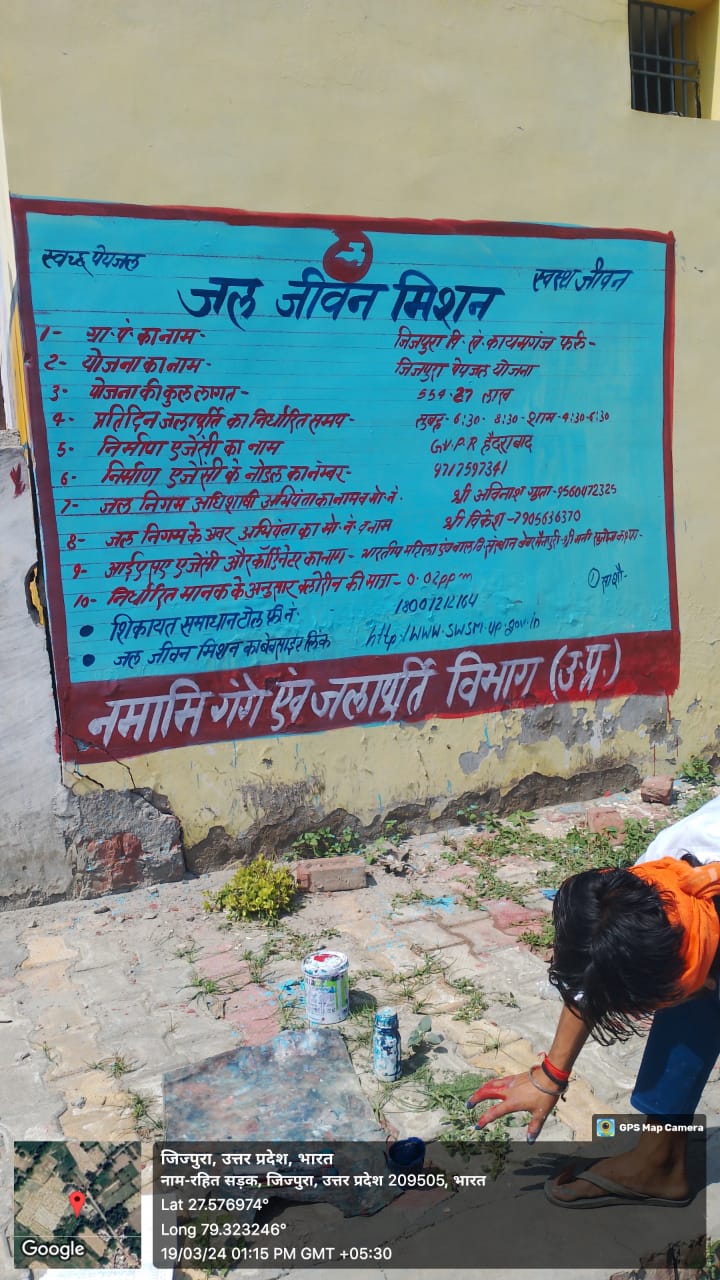 स्वच्छ पेयजल
स्वस्थ जीवन
जल जीवन मिशन
1- ग्रा.पं. का नाम- जिजपुरा वि. खं. कायमगंज फर्रु-
2- योजना का नाम- जिजपुरा पेयजल योजना
3- योजना की कुल लागत- 554.27 लाख
4- प्रतिदिन जलापूर्ति का निर्धारित समय- सुबह- 6:30- 8:30- शाम- 4:30-6:30
5- निर्माण एजेंसी का नाम G.V.P.R हैदराबाद
6- निर्माण एजेंसी के नोडल का नम्बर- 9717597341
7- जल निगम अधिशाषी अभियंता का नाम व मो.नं. श्री अविनाश गुप्ता-9560472325
8- जल निगम के अवर अभियंता का मो.नं. व नाम श्री विकेश-7905636370
9- आईएसए एजेंसी और कॉर्डिनेटर का नाम- भारतीय महिला एवं बाल वि. संस्थान
10- निर्धारित मानक के अनुसार क्लोरीन की मात्रा- 0.02ppm
● शिकायत समाधान टोल फ्री नं. 18001212164
● जल जीवन मिशन का वेबसाइट लिंक http./www.swsm.up.gov.in
नमामि गंगे एंव जलापूर्ति विभाग (उ.प्र.)
GPS Map Camera
जिज्पुरा, उत्तर प्रदेश, भारत
नाम-रहित सड़क, जिज्पुरा, उत्तर प्रदेश 209505, भारत
Lat 27.576974°
Long 79.323246°
19/03/24 01:15 PM GMT +05:30
Google